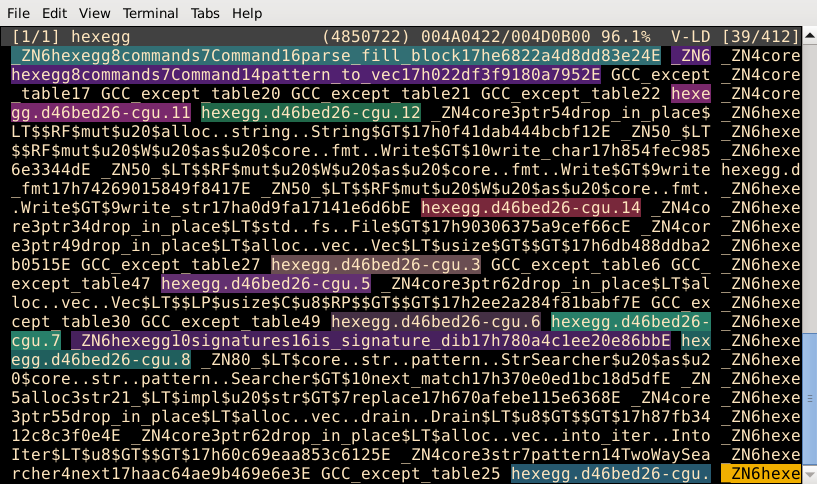 File Edit View Terminal Tabs Help
[1/1] hexegg (4850722) 004A0422/004D0B00 96.1% V-LD [39/412]
_ZN6hexegg8commands7Command16parse_fill_block17he6822a4d8dd83e24E _ZN6 _ZN4core
hexegg8commands7Command14pattern_to_vec17h022df3f9180a7952E GCC_except _ZN4core
_table17 GCC_except_table20 GCC_except_table21 GCC_except_table22 hexe _ZN4core
gg.d46bed26-cgu.11 hexegg.d46bed26-cgu.12 _ZN4core3ptr54drop_in_place$ _ZN6hexe
LT$$RF$mut$u20$alloc..string..String$GT$17h0f41dab444bcbf12E _ZN50_$LT _ZN6hexe
$$RF$mut$u20$W$u20$as$u20$core..fmt..Write$GT$10write_char17h854fec985 _ZN6hexe
6e3344dE _ZN50_$LT$$RF$mut$u20$W$u20$as$u20$core..fmt..Write$GT$9write hexegg.d
_fmt17h74269015849f8417E _ZN50_$LT$$RF$mut$u20$W$u20$as$u20$core..fmt. _ZN6hexe
.Write$GT$9write_str17ha0d9fa17141e6d6bE hexegg.d46bed26-cgu.14 _ZN4co _ZN6hexe
re3ptr34drop_in_place$LT$std..fs..File$GT$17h90306375a9cef66cE _ZN4cor _ZN6hexe
e3ptr49drop_in_place$LT$alloc..vec..Vec$LT$usize$GT$$GT$17h6db488ddba2 _ZN6hexe
b0515E GCC_except_table27 hexegg.d46bed26-cgu.3 GCC_except_table6 GCC_ _ZN6hexe
except_table47 hexegg.d46bed26-cgu.5 _ZN4core3ptr62drop_in_place$LT$al _ZN6hexe
loc..vec..Vec$LT$$LP$usize$C$u8$RP$$GT$$GT$17h2ee2a284f81babf7E GCC_ex _ZN6hexe
cept_table30 GCC_except_table49 hexegg.d46bed26-cgu.6 hexegg.d46bed26- _ZN6hexe
cgu.7 _ZN6hexegg10signatures16is_signature_dib17h780a4c1ee20e86bbE hex _ZN6hexe
egg.d46bed26-cgu.8 _ZN80_$LT$core..str..pattern..StrSearcher$u20$as$u2 _ZN6hexe
0$core..str..pattern..Searcher$GT$10next_match17h370e0ed1bc18d5dfE _ZN _ZN6hexe
5alloc3str21_$LT$impl$u20$str$GT$7replace17h670afebe115e6368E _ZN4core _ZN6hexe
3ptr55drop_in_place$LT$alloc..vec..drain..Drain$LT$u8$GT$$GT$17h87fb34 _ZN6hexe
12c8c3f0e4E _ZN4core3ptr62drop_in_place$LT$alloc..vec..into_iter..Into _ZN6hexe
Iter$LT$u8$GT$$GT$17h60c69eaa853c6125E _ZN4core3str7pattern14TwoWaySea _ZN6hexe
rcher4next17haac64ae9b469e6e3E GCC_except_table25 hexegg.d46bed26-cgu. _ZN6hexe